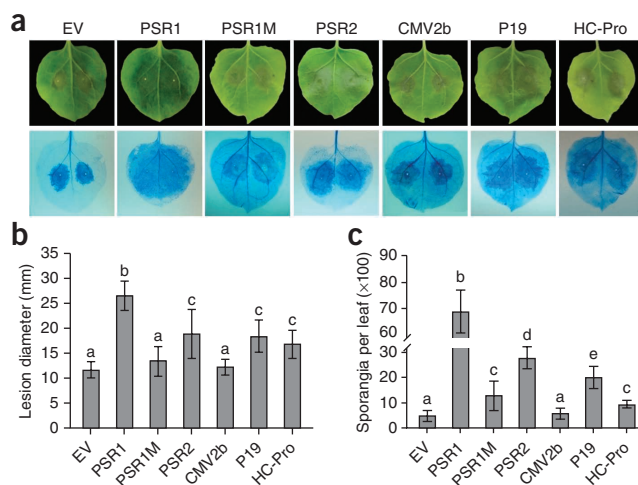 a
EV PSR1 PSR1M PSR2 CMV2b P19 HC-Pro
b
Lesion diameter (mm)
35
30
25
20
15
10
5
0
a b a c a c c
EV PSR1 PSR1M PSR2 CMV2b P19 HC-Pro
c
Sporangia per leaf (×100)
90
80
70
60
30
20
10
0
a b c d a e c
EV PSR1 PSR1M PSR2 CMV2b P19 HC-Pro